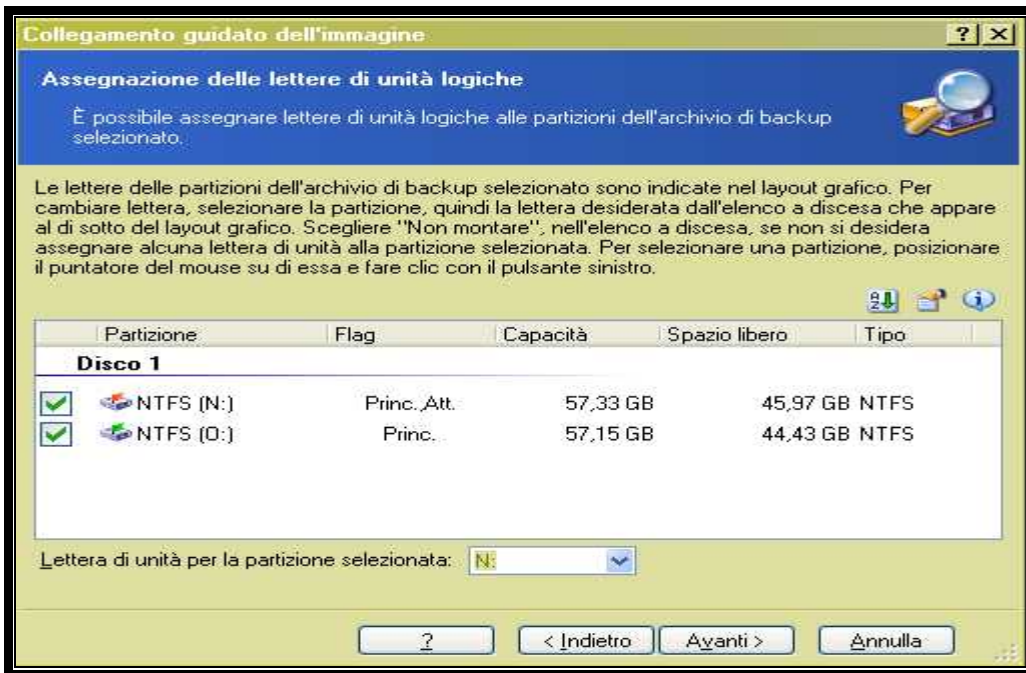 Collegamento guidato dell'immagine
Assegnazione delle lettere di unità logiche
È possibile assegnare lettere di unità logiche alle partizioni dell'archivio di backup
selezionato.
Le lettere delle partizioni dell'archivio di backup selezionato sono indicate nel layout grafico. Per
cambiare lettera, selezionare la partizione, quindi la lettera desiderata dall'elenco a discesa che appare
al di sotto del layout grafico. Scegliere "Non montare", nell'elenco a discesa, se non si desidera
assegnare alcuna lettera di unità alla partizione selezionata. Per selezionare una partizione, posizionare
il puntatore del mouse su di essa e fare clic con il pulsante sinistro.
Partizione Flag Capacità Spazio libero Tipo
Disco 1
NTFS (N:) Princ.,Att. 57,33 GB 45,97 GB NTFS
NTFS (O:) Princ. 57,15 GB 44,43 GB NTFS
Lettera di unità per la partizione selezionata: N:
? < Indietro Avanti > Annulla